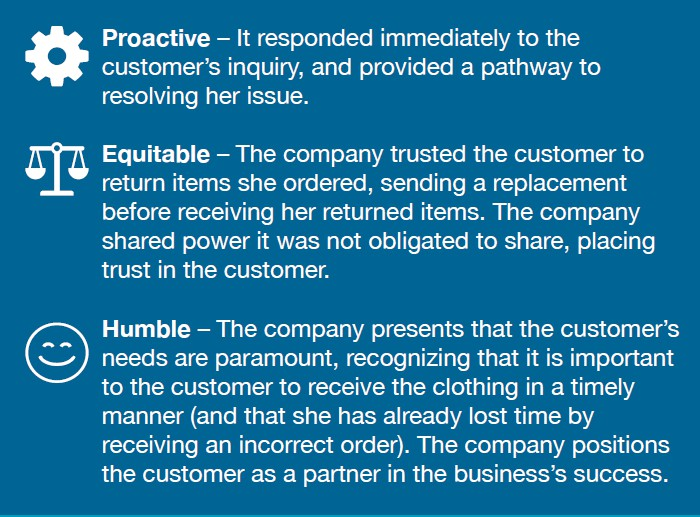 Proactive – It responded immediately to the
customer’s inquiry, and provided a pathway to
resolving her issue.
Equitable – The company trusted the customer to
return items she ordered, sending a replacement
before receiving her returned items. The company
shared power it was not obligated to share, placing
trust in the customer.
Humble – The company presents that the customer’s
needs are paramount, recognizing that it is important
to the customer to receive the clothing in a timely
manner (and that she has already lost time by
receiving an incorrect order). The company positions
the customer as a partner in the business’s success.